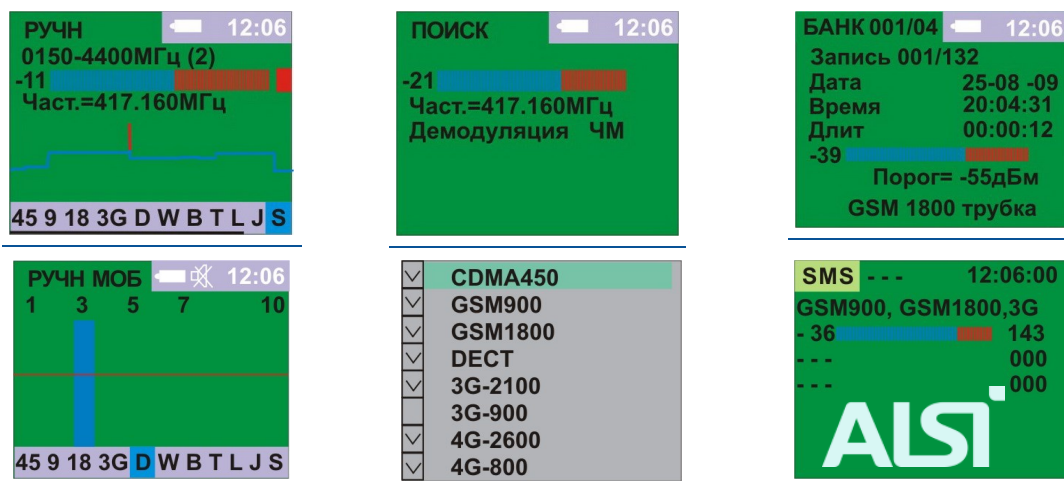 РУЧН 12:06
0150-4400МГц (2)
-11
Част.=417.160МГц
45 9 18 3G D W B T L J S
ПОИСК 12:06
-21
Част.=417.160МГц
Демодуляция ЧМ
БАНК 001/04 12:06
Запись 001/132
Дата 25-08 -09
Время 20:04:31
Длит 00:00:12
-39
Порог= -55дБм
GSM 1800 трубка
РУЧН МОБ 12:06
1 3 5 7 10
45 9 18 3G D W B T L J S
CDMA450
GSM900
GSM1800
DECT
3G-2100
3G-900
4G-2600
4G-800
SMS - - - 12:06:00
GSM900, GSM1800,3G
- 36 143
- - - 000
- - - 000
ALSI